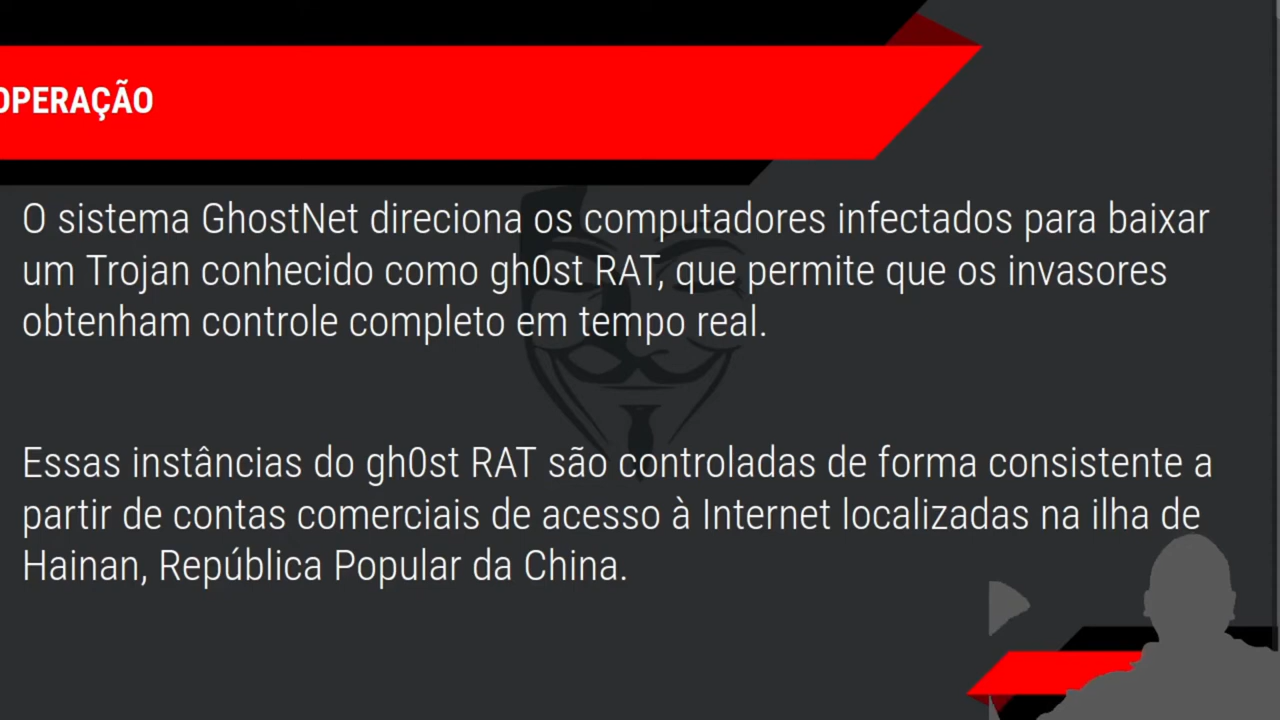 OPERAÇÃO
O sistema GhostNet direciona os computadores infectados para baixar
um Trojan conhecido como gh0st RAT, que permite que os invasores
obtenham controle completo em tempo real.
Essas instâncias do gh0st RAT são controladas de forma consistente a
partir de contas comerciais de acesso à Internet localizadas na ilha de
Hainan, República Popular da China.